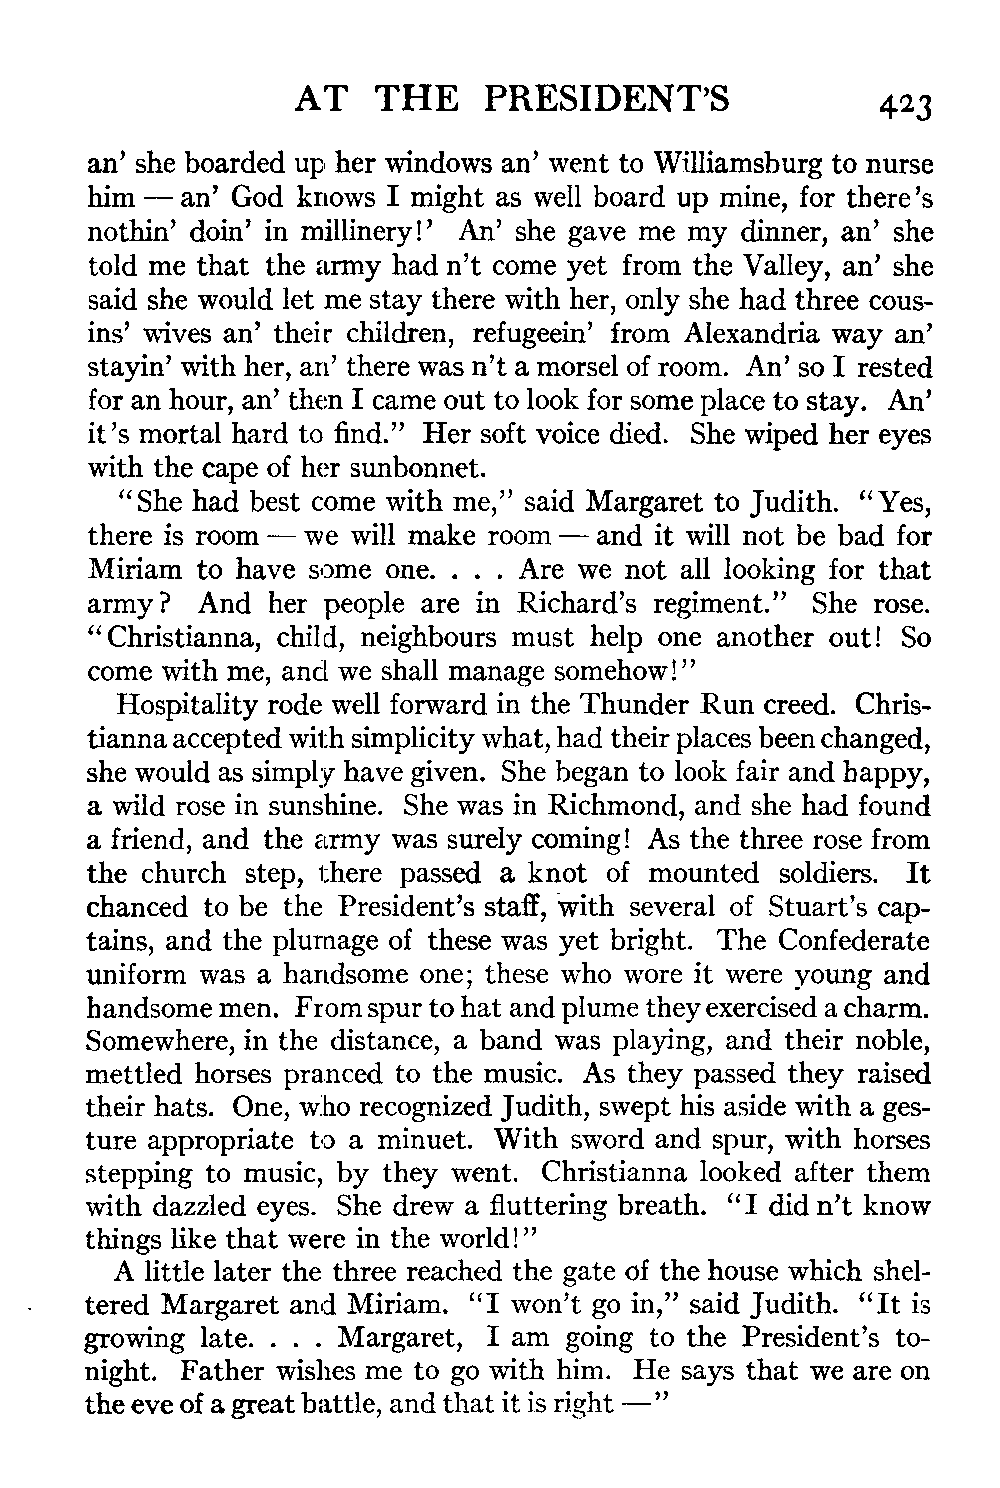 AT THE PRESIDENT'S 423
an' she boarded up her windows an' went to Williamsburg to nurse
him — an' God knows I might as well board up mine, for there's
nothin' doin' in millinery!' An' she gave me my dinner, an' she
told me that the army had n't come yet from the Valley, an' she
said she would let me stay there with her, only she had three cous-
ins' wives an' their children, refugeein' from Alexandria way an'
stayin' with her, an' there was n't a morsel of room. An' so I rested
for an hour, an' then I came out to look for some place to stay. An'
it's mortal hard to find." Her soft voice died. She wiped her eyes
with the cape of her sunbonnet.
"She had best come with me," said Margaret to Judith. "Yes,
there is room — we will make room — and it will not be bad for
Miriam to have some one. . . . Are we not all looking for that
army? And her people are in Richard's regiment." She rose.
"Christianna, child, neighbours must help one another out! So
come with me, and we shall manage somehow!"
Hospitality rode well forward in the Thunder Run creed. Chris-
tianna accepted with simplicity what, had their places been changed,
she would as simply have given. She began to look fair and happy,
a wild rose in sunshine. She was in Richmond, and she had found
a friend, and the army was surely coming! As the three rose from
the church step, there passed a knot of mounted soldiers. It
chanced to be the President's staff, with several of Stuart's cap-
tains, and the plumage of these was yet bright. The Confederate
uniform was a handsome one; these who wore it were young and
handsome men. From spur to hat and plume they exercised a charm.
Somewhere, in the distance, a band was playing, and their noble,
mettled horses pranced to the music. As they passed they raised
their hats. One, who recognized Judith, swept his aside with a ges-
ture appropriate to a minuet. With sword and spur, with horses
stepping to music, by they went. Christianna looked after them
with dazzled eyes. She drew a fluttering breath. "I did n't know
things like that were in the world!"
A little later the three reached the gate of the house which shel-
tered Margaret and Miriam. "I won't go in," said Judith. "It is
growing late. . . . Margaret, I am going to the President's to-
night. Father wishes me to go with him. He says that we are on
the eve of a great battle, and that it is right —"